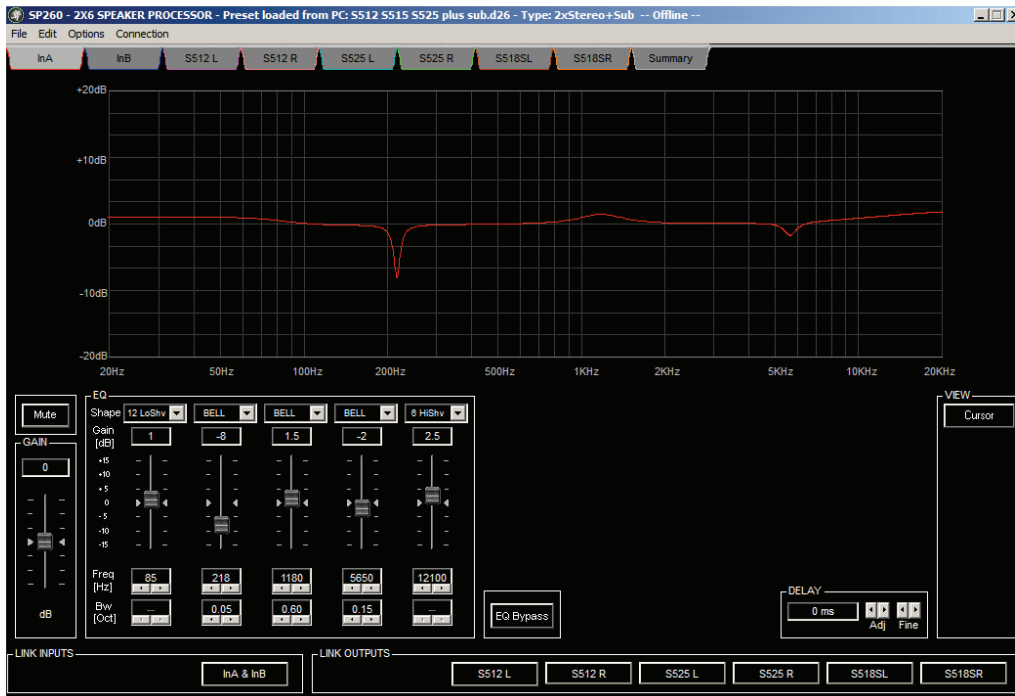 SP260 - 2X6 SPEAKER PROCESSOR - Preset loaded from PC: S512 S515 S525 plus sub.d26 - Type: 2xStereo+Sub -- Offline --
File Edit Options Connection
InA InB S512 L S512 R S525 L S525 R S518SL S518SR Summary
+20dB
+10dB
0dB
-10dB
-20dB
20Hz 50Hz 100Hz 200Hz 500Hz 1KHz 2KHz 5KHz 10KHz 20KHz
Mute
GAIN
0
dB
EQ
Shape 12 LoShv BELL BELL BELL 6 HiShv
Gain [dB] 1 -8 1.5 -2 2.5
+15
+10
+5
0
-5
-10
-15
Freq [Hz] 85 218 1180 5650 12100
Bw [Oct] -- 0.05 0.60 0.15 --
EQ Bypass
VIEW
Cursor
DELAY
0 ms
Adj Fine
LINK INPUTS
InA & InB
LINK OUTPUTS
S512 L S512 R S525 L S525 R S518SL S518SR